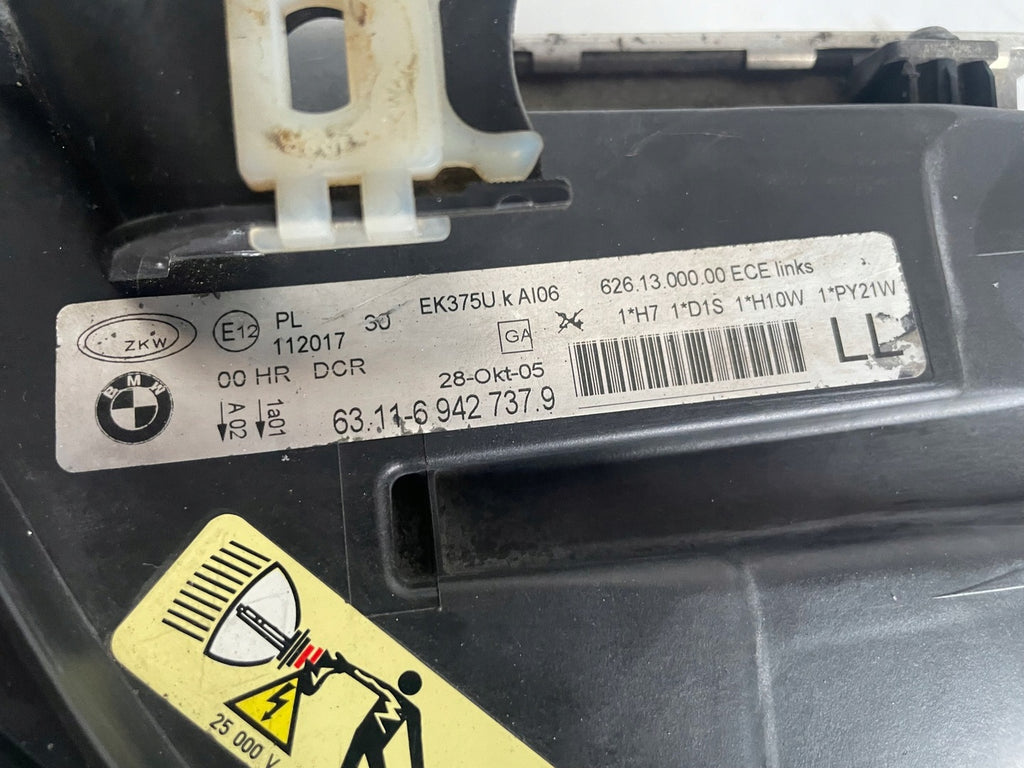 ZKW
E12
PL 30
112017
EK375U.k AI06
626.13.000.00 ECE links
GA
1*H7 1*D1S 1*H10W 1*PY21W
00 HR DCR
28-Okt-05
LL
BMW
A02
1a01
63.11-6 942 737.9
25 000 V